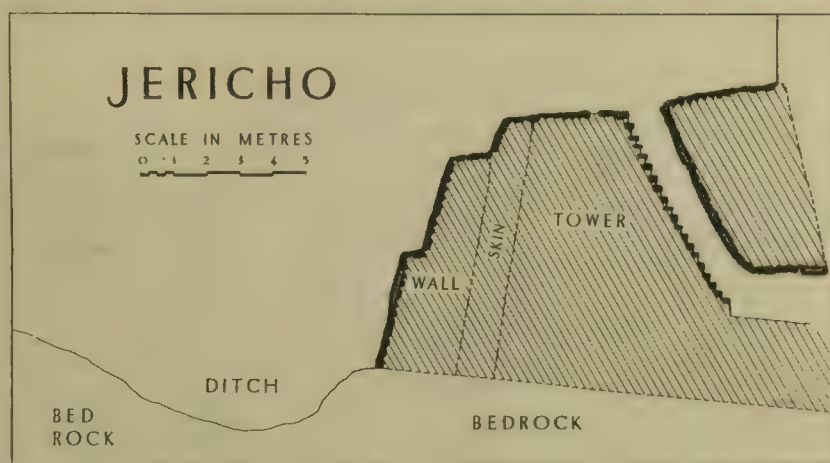 JERICHO
SCALE IN METRES
0 1 2 3 4 5
TOWER
SKIN
WALL
DITCH
BED
ROCK
BEDROCK